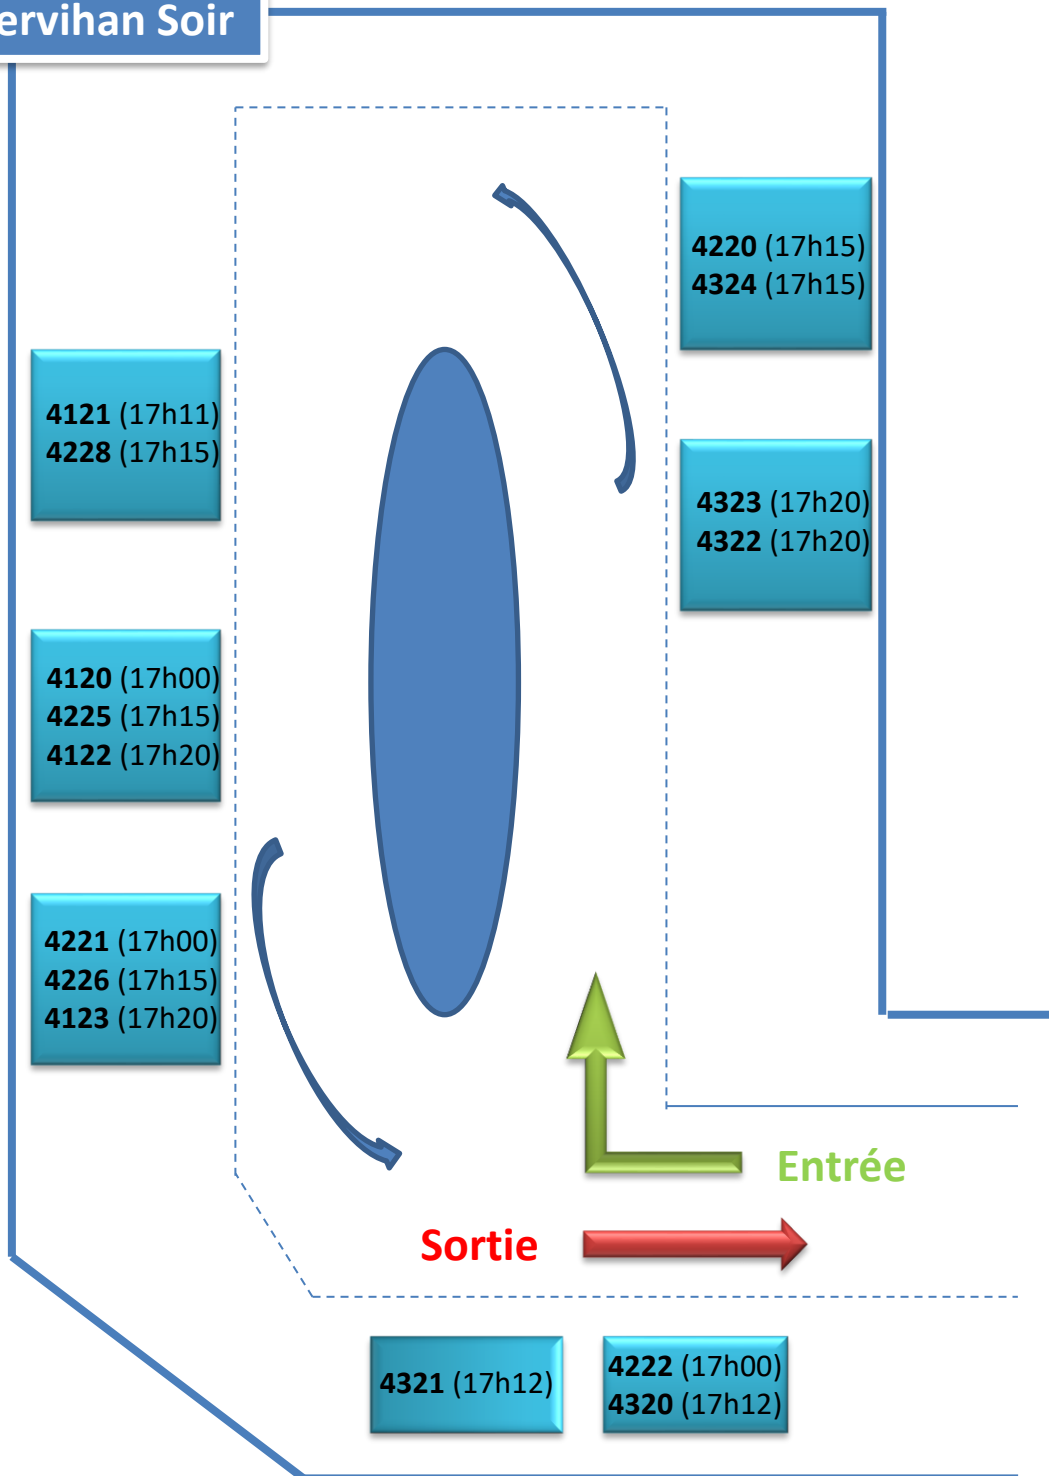 ervihan Soir
4220 (17h15)
4324 (17h15)
4121 (17h11)
4228 (17h15)
4323 (17h20)
4322 (17h20)
4120 (17h00)
4225 (17h15)
4122 (17h20)
4221 (17h00)
4226 (17h15)
4123 (17h20)
Entrée
Sortie
4321 (17h12)
4222 (17h00)
4320 (17h12)